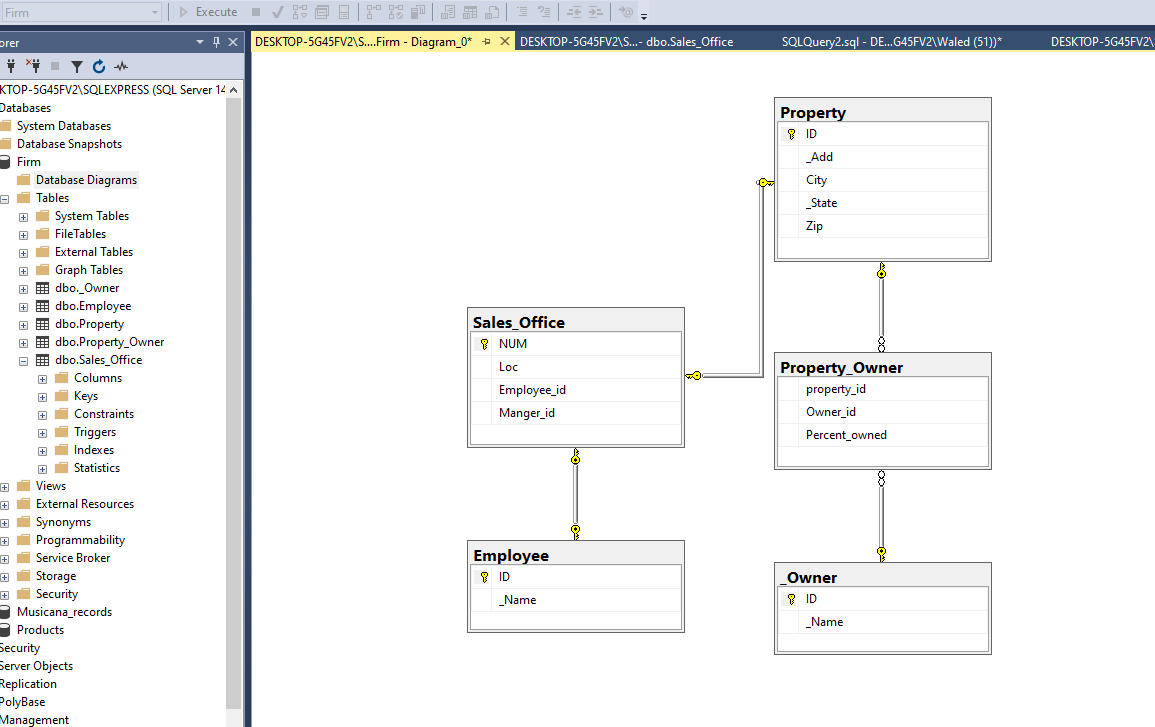 Firm
Execute
orer
DESKTOP-5G45FV2\S....Firm - Diagram_0*
DESKTOP-5G45FV2\S...- dbo.Sales_Office
SQLQuery2.sql - DE...G45FV2\Waled (51))*
DESKTOP-5G45FV2\
KTOP-5G45FV2\SQLEXPRESS (SQL Server 14
Databases
System Databases
Database Snapshots
Firm
Database Diagrams
Tables
System Tables
FileTables
External Tables
Graph Tables
dbo._Owner
dbo.Employee
dbo.Property
dbo.Property_Owner
dbo.Sales_Office
Columns
Keys
Constraints
Triggers
Indexes
Statistics
Views
External Resources
Synonyms
Programmability
Service Broker
Storage
Security
Musicana_records
Products
Security
Server Objects
Replication
PolyBase
Management
Property
ID
_Add
City
_State
Zip
Sales_Office
NUM
Loc
Employee_id
Manger_id
Property_Owner
property_id
Owner_id
Percent_owned
Employee
ID
_Name
_Owner
ID
_Name